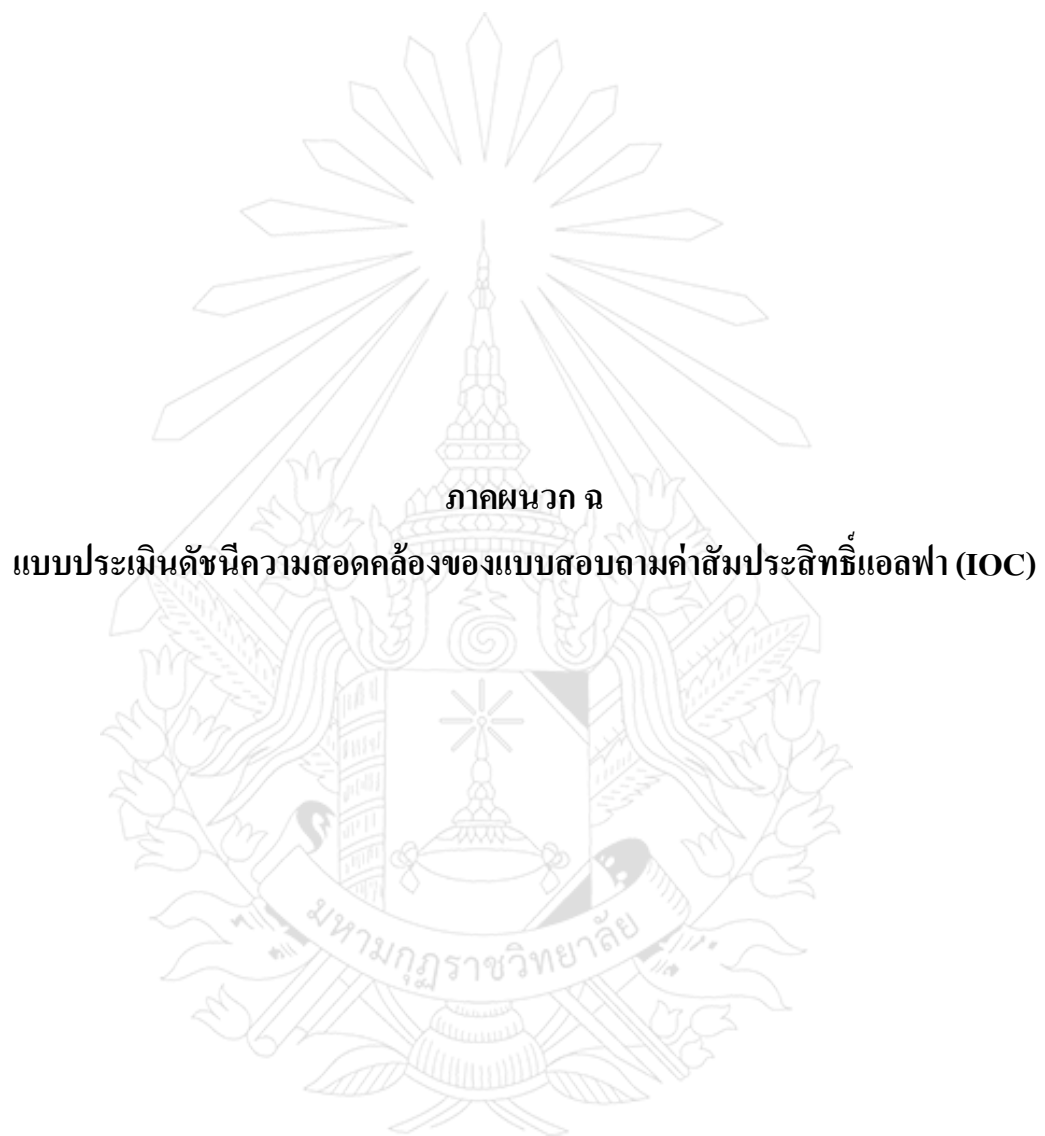 ภาคผนวก ฉ
แบบประเมินดัชนีความสอดคล้องของแบบสอบถามค่าสัมประสิทธิ์แอลฟา (IOC)
มหามกุฏราชวิทยาลัย